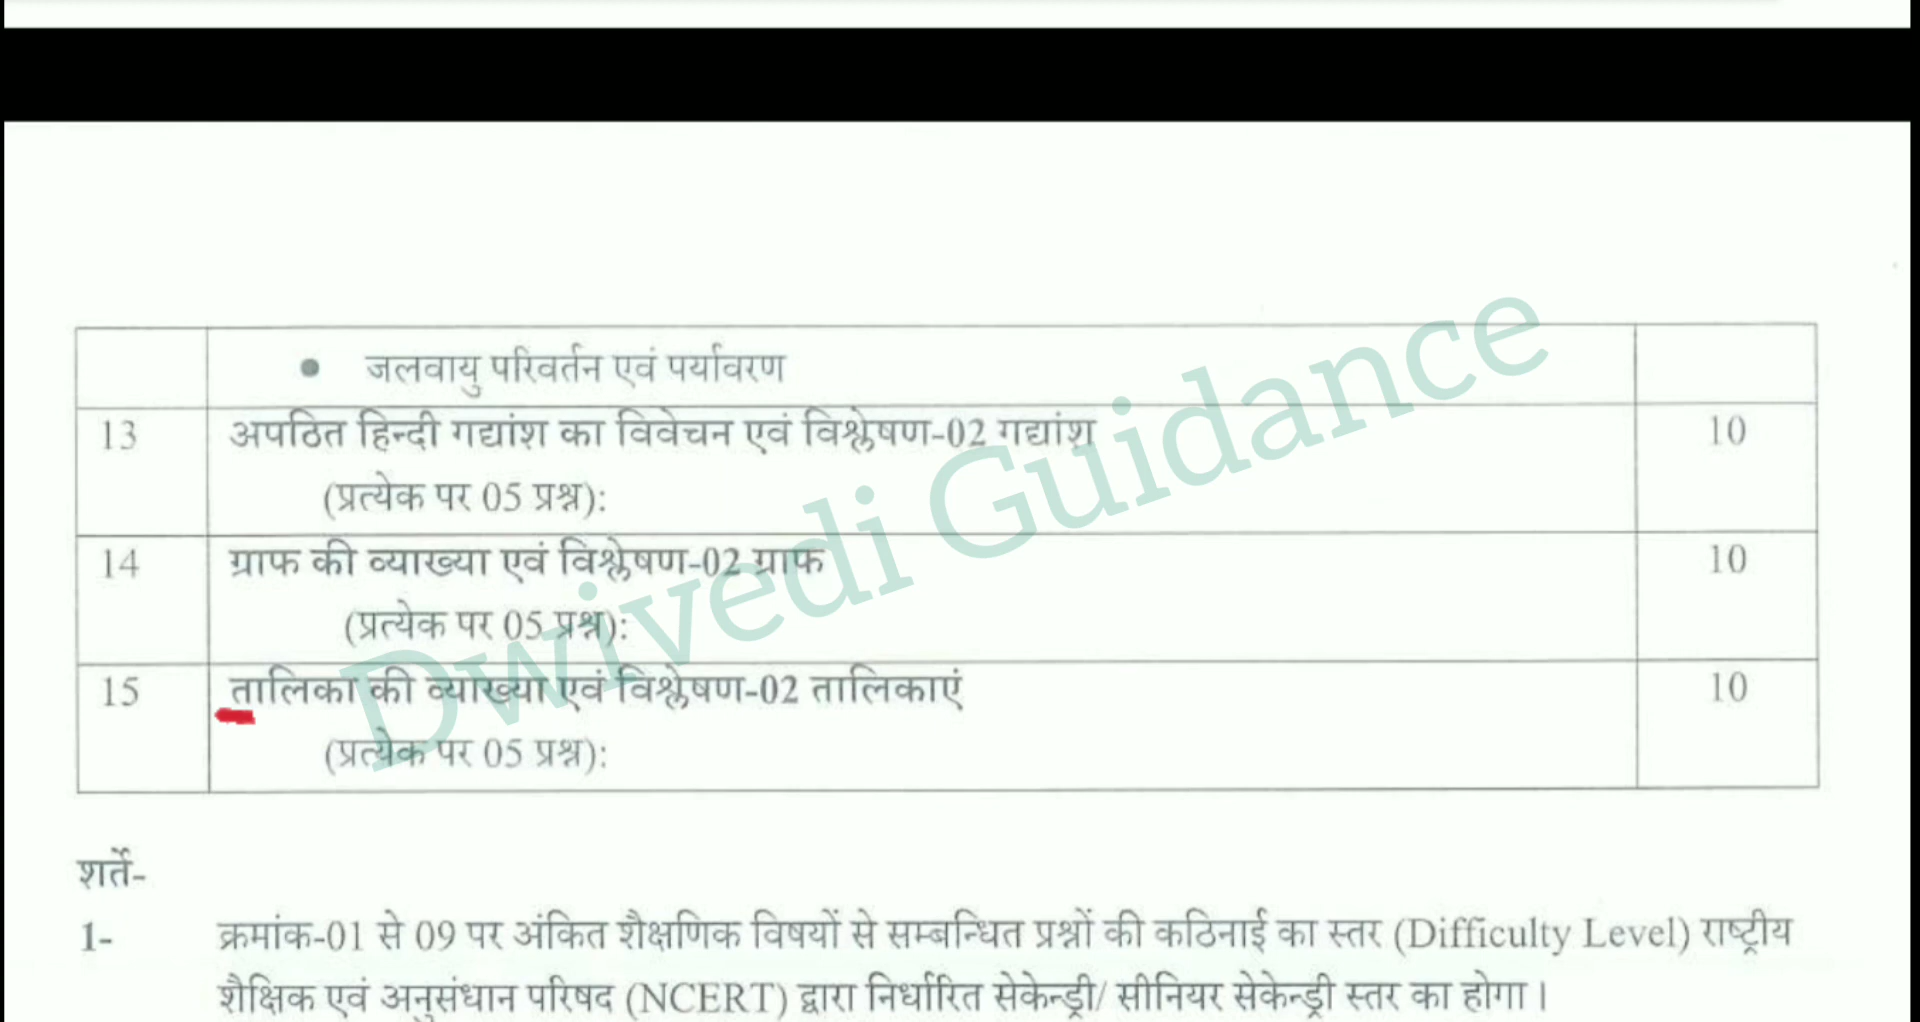 • जलवायु परिवर्तन एवं पर्यावरण
13 अपठित हिन्दी गद्यांश का विवेचन एवं विश्लेषण-02 गद्यांश 10
(प्रत्येक पर 05 प्रश्न):
14 ग्राफ की व्याख्या एवं विश्लेषण-02 ग्राफ 10
(प्रत्येक पर 05 प्रश्न):
15 तालिका की व्याख्या एवं विश्लेषण-02 तालिकाएं 10
(प्रत्येक पर 05 प्रश्न):
Dwivedi Guidance
शर्ते-
1- क्रमांक-01 से 09 पर अंकित शैक्षणिक विषयों से सम्बन्धित प्रश्नों की कठिनाई का स्तर (Difficulty Level) राष्ट्रीय
शैक्षिक एवं अनुसंधान परिषद (NCERT) द्वारा निर्धारित सेकेन्ड्री/ सीनियर सेकेन्ड्री स्तर का होगा।